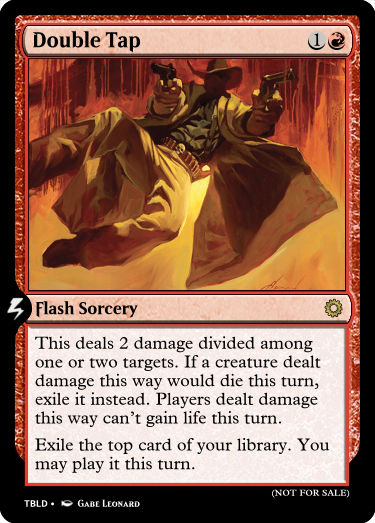 Double Tap
1
Flash Sorcery
This deals 2 damage divided among
one or two targets. If a creature dealt
damage this way would die this turn,
exile it instead. Players dealt damage
this way can't gain life this turn.
Exile the top card of your library. You
may play it this turn.
(NOT FOR SALE)
TBLD • Gabe Leonard